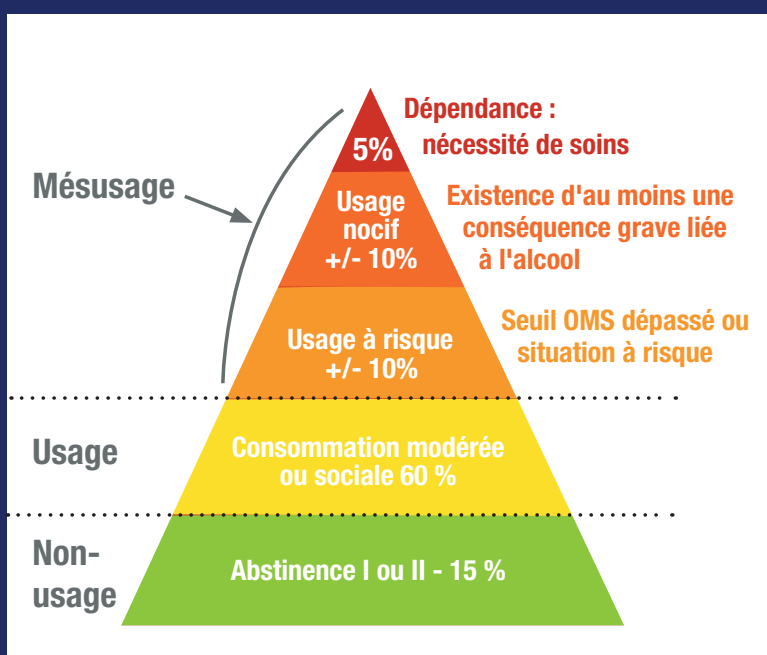 Dépendance :
nécessité de soins
5%
Mésusage
Usage
nocif
+/- 10%
Existence d'au moins une
conséquence grave liée
à l'alcool
Usage à risque
+/- 10%
Seuil OMS dépassé ou
situation à risque
Usage
Consommation modérée
ou sociale 60 %
Non-
usage
Abstinence I ou II - 15 %